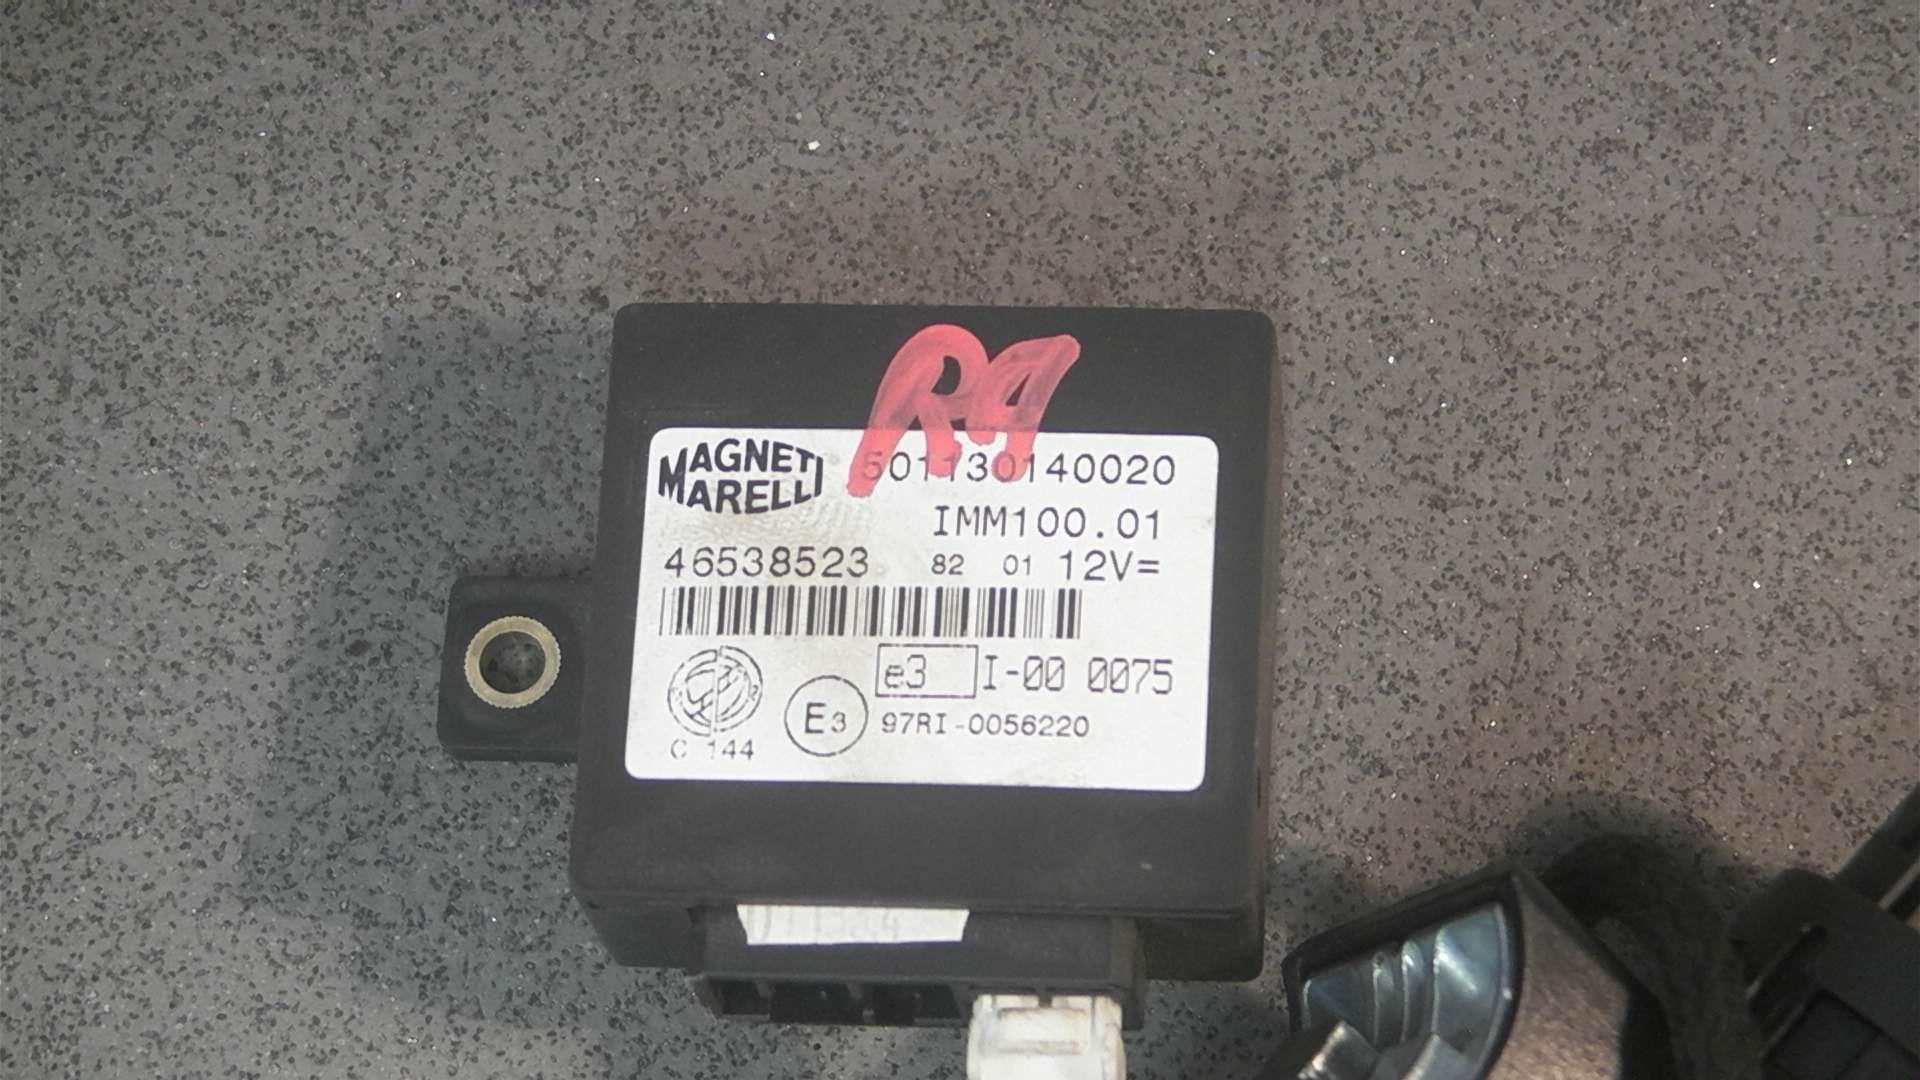 R9
MAGNETI
MARELLI
501130140020
IMM100.01
46538523 82 01 12V=
e3 I-00 0075
E3 97RI-0056220
C 144